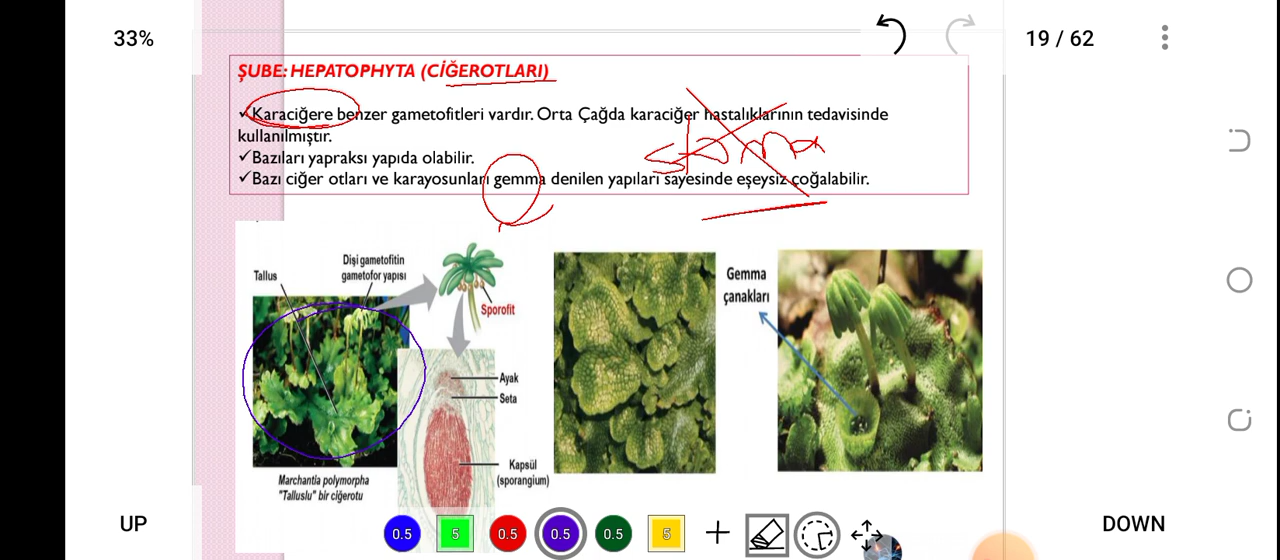 33%
19 / 62
ŞUBE: HEPATOPHYTA (CİĞEROTLARI)
✓Karaciğere benzer gametofitleri vardır. Orta Çağda karaciğer hastalıklarının tedavisinde
kullanılmıştır.
✓Bazıları yapraksı yapıda olabilir.
✓Bazı ciğer otları ve karayosunları gemma denilen yapıları sayesinde eşeysiz çoğalabilir.
stoma
Tallus
Dişi gametofitin
gametofor yapısı
Sporofit
Ayak
Seta
Kapsül
(sporangium)
Marchantia polymorpha
"Talluslu" bir ciğerotu
Gemma
çanakları
UP
0.5
5
0.5
0.5
0.5
5
DOWN